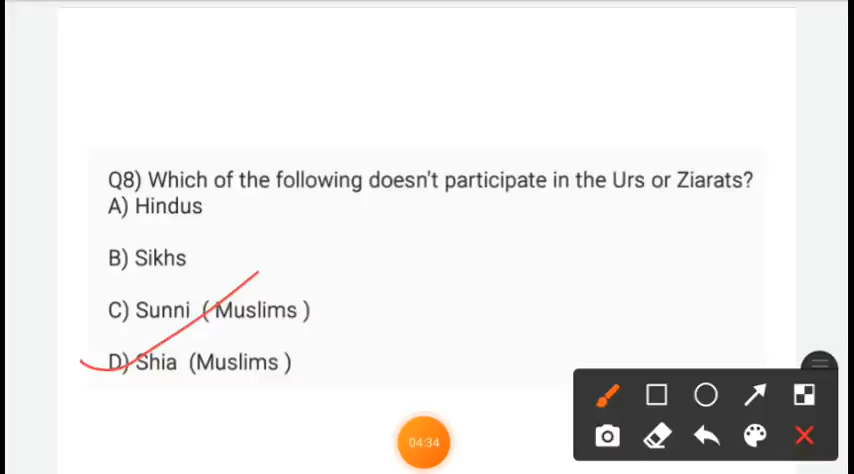 Q8) Which of the following doesn't participate in the Urs or Ziarats?
A) Hindus
B) Sikhs
C) Sunni ( Muslims )
D) Shia (Muslims )
04:34